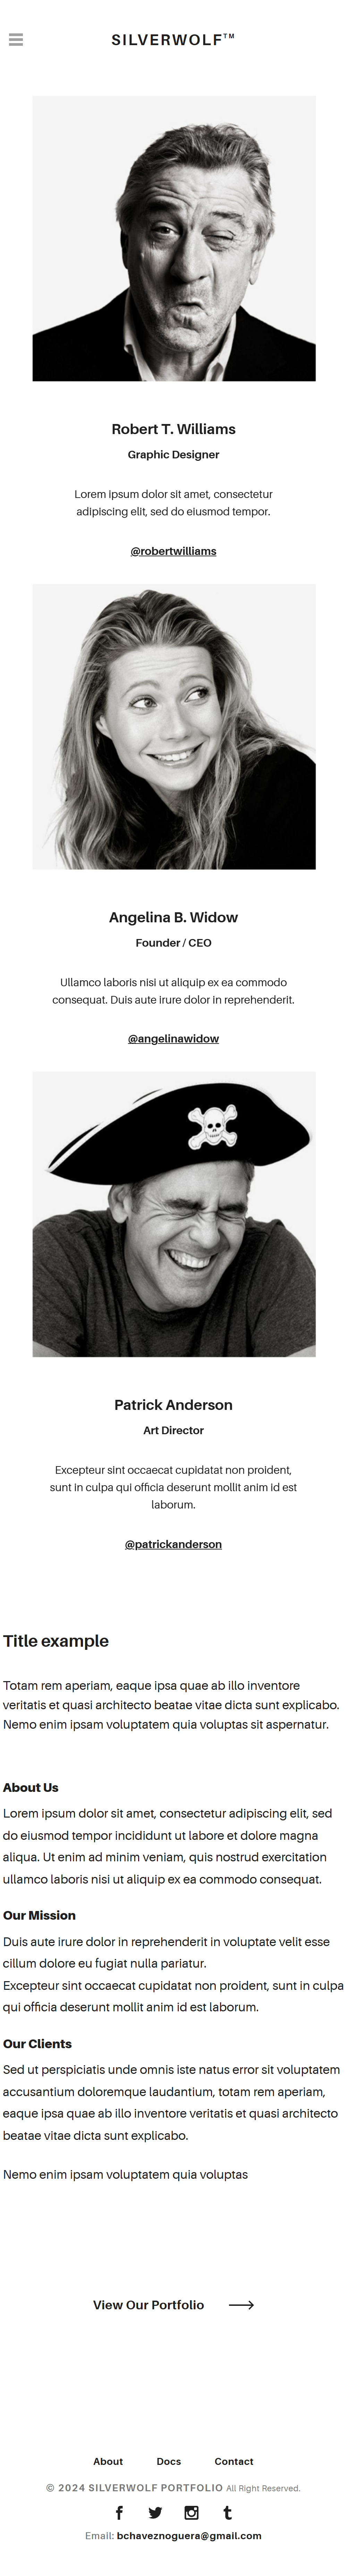 SILVERWOLF™
Robert T. Williams
Graphic Designer
Lorem ipsum dolor sit amet, consectetur
adipiscing elit, sed do eiusmod tempor.
@robertwilliams
Angelina B. Widow
Founder / CEO
Ullamco laboris nisi ut aliquip ex ea commodo
consequat. Duis aute irure dolor in reprehenderit.
@angelinawidow
Patrick Anderson
Art Director
Excepteur sint occaecat cupidatat non proident,
sunt in culpa qui officia deserunt mollit anim id est
laborum.
@patrickanderson
Title example
Totam rem aperiam, eaque ipsa quae ab illo inventore
veritatis et quasi architecto beatae vitae dicta sunt explicabo.
Nemo enim ipsam voluptatem quia voluptas sit aspernatur.
About Us
Lorem ipsum dolor sit amet, consectetur adipiscing elit, sed
do eiusmod tempor incididunt ut labore et dolore magna
aliqua. Ut enim ad minim veniam, quis nostrud exercitation
ullamco laboris nisi ut aliquip ex ea commodo consequat.
Our Mission
Duis aute irure dolor in reprehenderit in voluptate velit esse
cillum dolore eu fugiat nulla pariatur.
Excepteur sint occaecat cupidatat non proident, sunt in culpa
qui officia deserunt mollit anim id est laborum.
Our Clients
Sed ut perspiciatis unde omnis iste natus error sit voluptatem
accusantium doloremque laudantium, totam rem aperiam,
eaque ipsa quae ab illo inventore veritatis et quasi architecto
beatae vitae dicta sunt explicabo.
Nemo enim ipsam voluptatem quia voluptas
View Our Portfolio
About Docs Contact
© 2024 SILVERWOLF PORTFOLIO All Right Reserved.
Email: bchaveznoguera@gmail.com